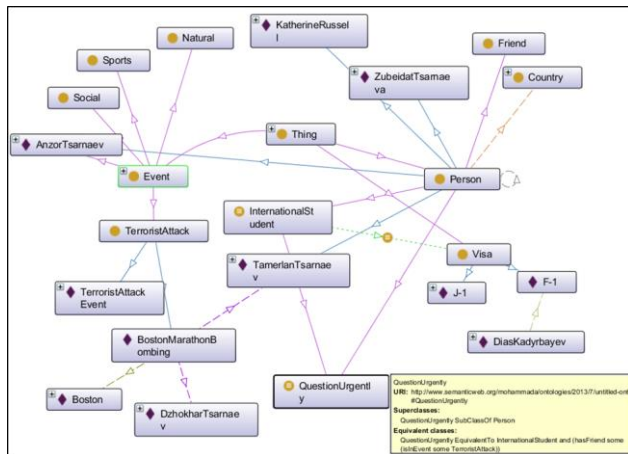 KatherineRussel
l
Natural
Friend
Sports
Country
ZubeidatTsarnae
va
Social
Thing
AnzorTsarnaev
Event
Person
InternationalSt
udent
TerroristAttack
Visa
TamerlanTsarnae
v
F-1
J-1
TerroristAttack
Event
BostonMarathonB
ombing
DiasKadyrbayev
Boston
QuestionUrgentl
y
DzhokharTsarnae
v
QuestionUrgently
URI: http://www.semanticweb.org/mohammada/ontologies/2013/7/untitled-ont
#QuestionUrgently
Superclasses:
QuestionUrgently SubClassOf Person
Equivalent classes:
QuestionUrgently EquivalentTo InternationalStudent and (hasFriend some
(isInEvent some TerroristAttack))